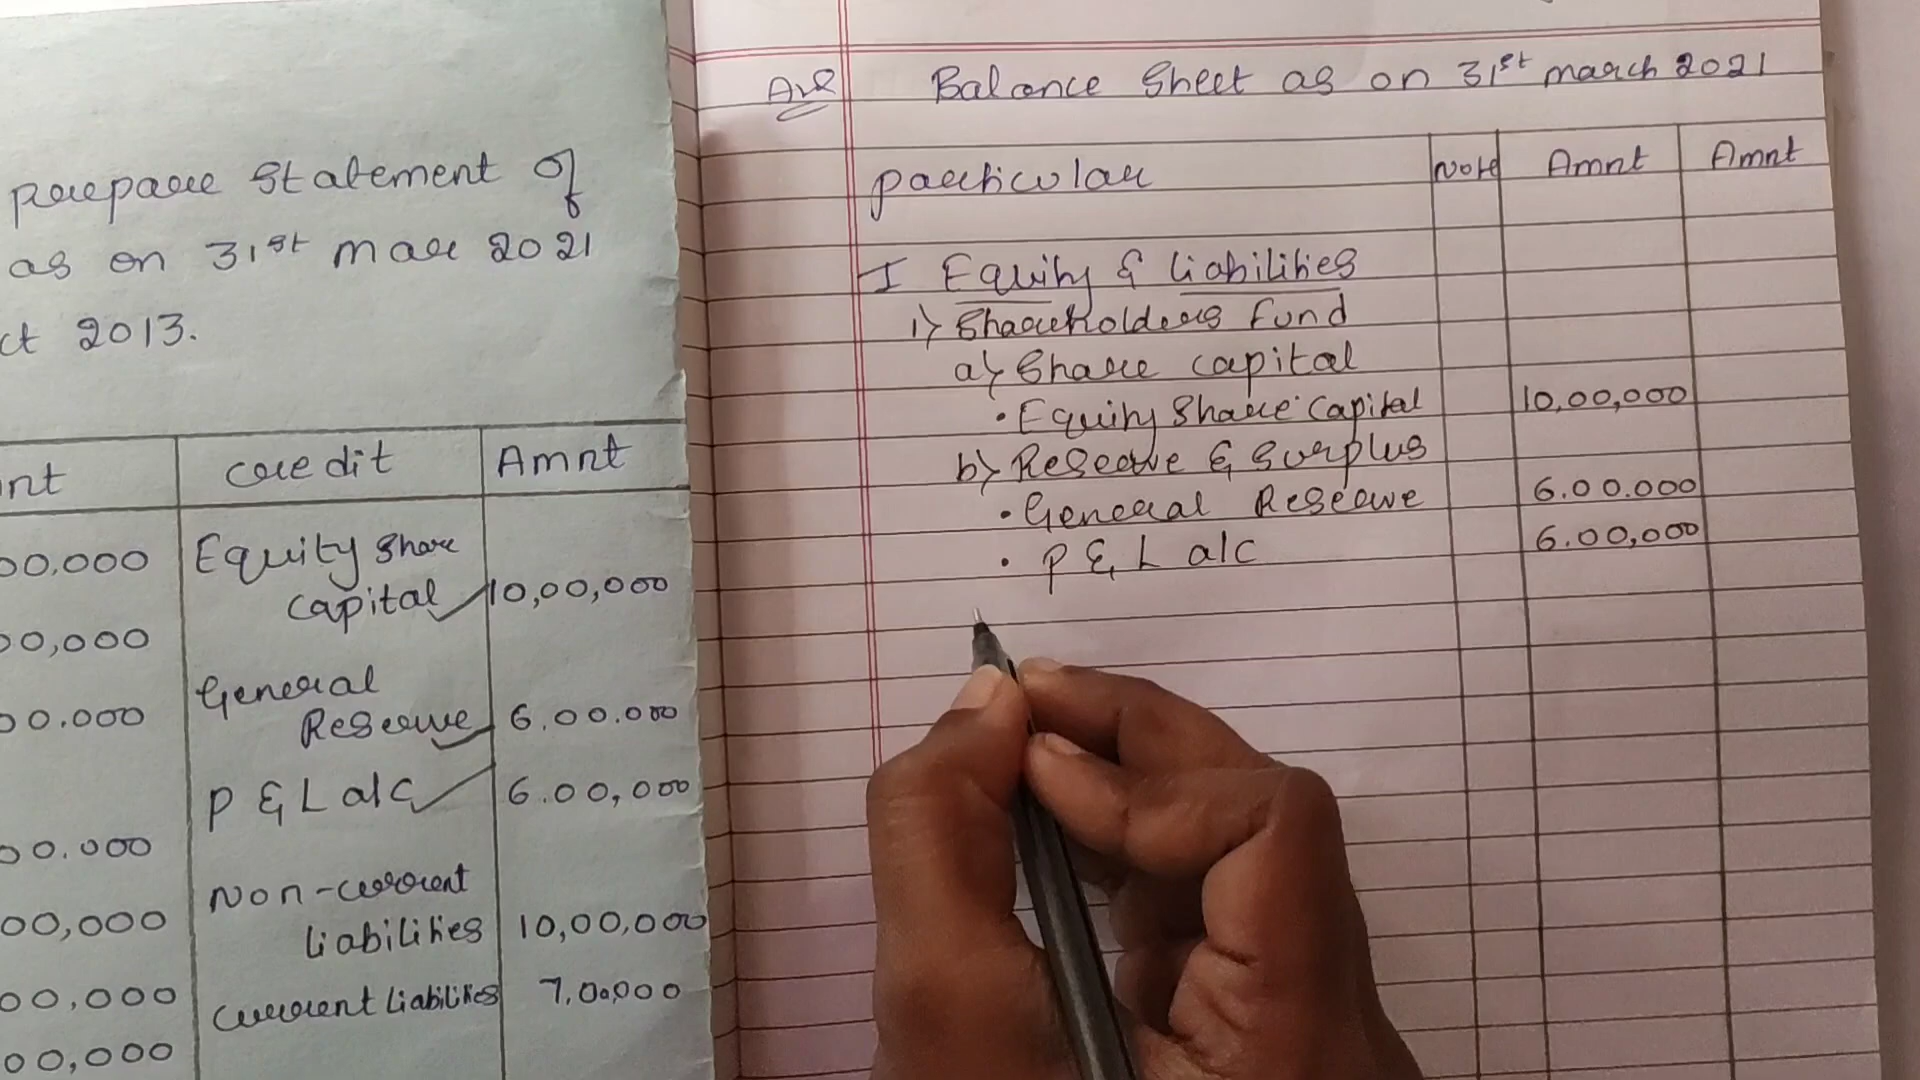 prepare Statement of
as on 31st mar 2021
ct 2013.
nt credit Amnt
00,000 Equity Share
capital 10,00,000
00,000
General
00.000 Reserve 6.00.000
P & L a/c 6.00,000
00.000
Non-current
00,000 liabilities 10,00,000
00,000 current liabilities 7,00,000
00,000
Ans Balance Sheet as on 31st march 2021
particular Note Amnt Amnt
I Equity & liabilities
1) Shareholders fund
a) Share capital
• Equity Share Capital 10,00,000
b) Reserve & Surplus
• General Reserve 6.00.000
• P & L a/c 6.00,000